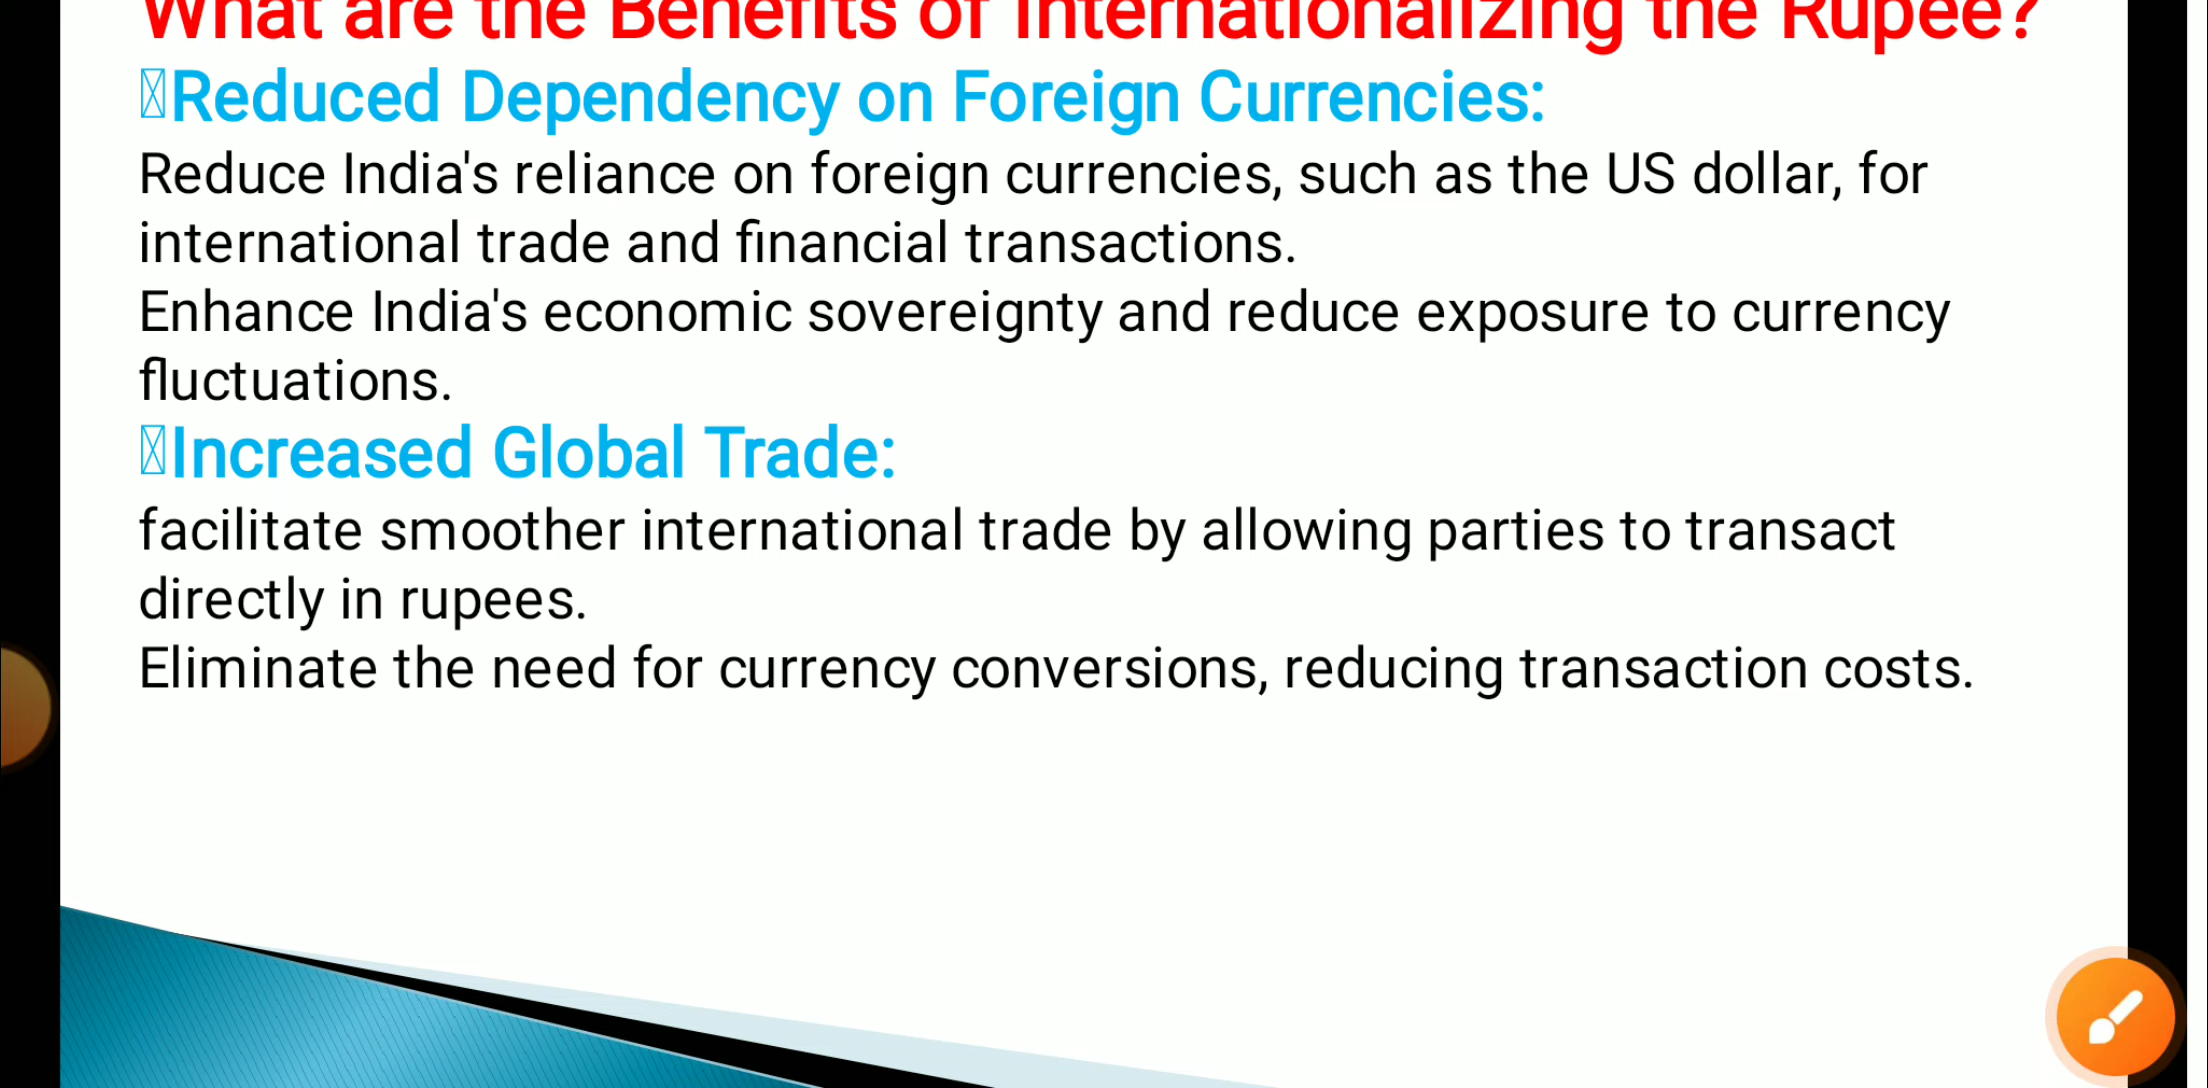 What are the Benefits of Internationalizing the Rupee?
Reduced Dependency on Foreign Currencies:
Reduce India's reliance on foreign currencies, such as the US dollar, for
international trade and financial transactions.
Enhance India's economic sovereignty and reduce exposure to currency
fluctuations.
Increased Global Trade:
facilitate smoother international trade by allowing parties to transact
directly in rupees.
Eliminate the need for currency conversions, reducing transaction costs.